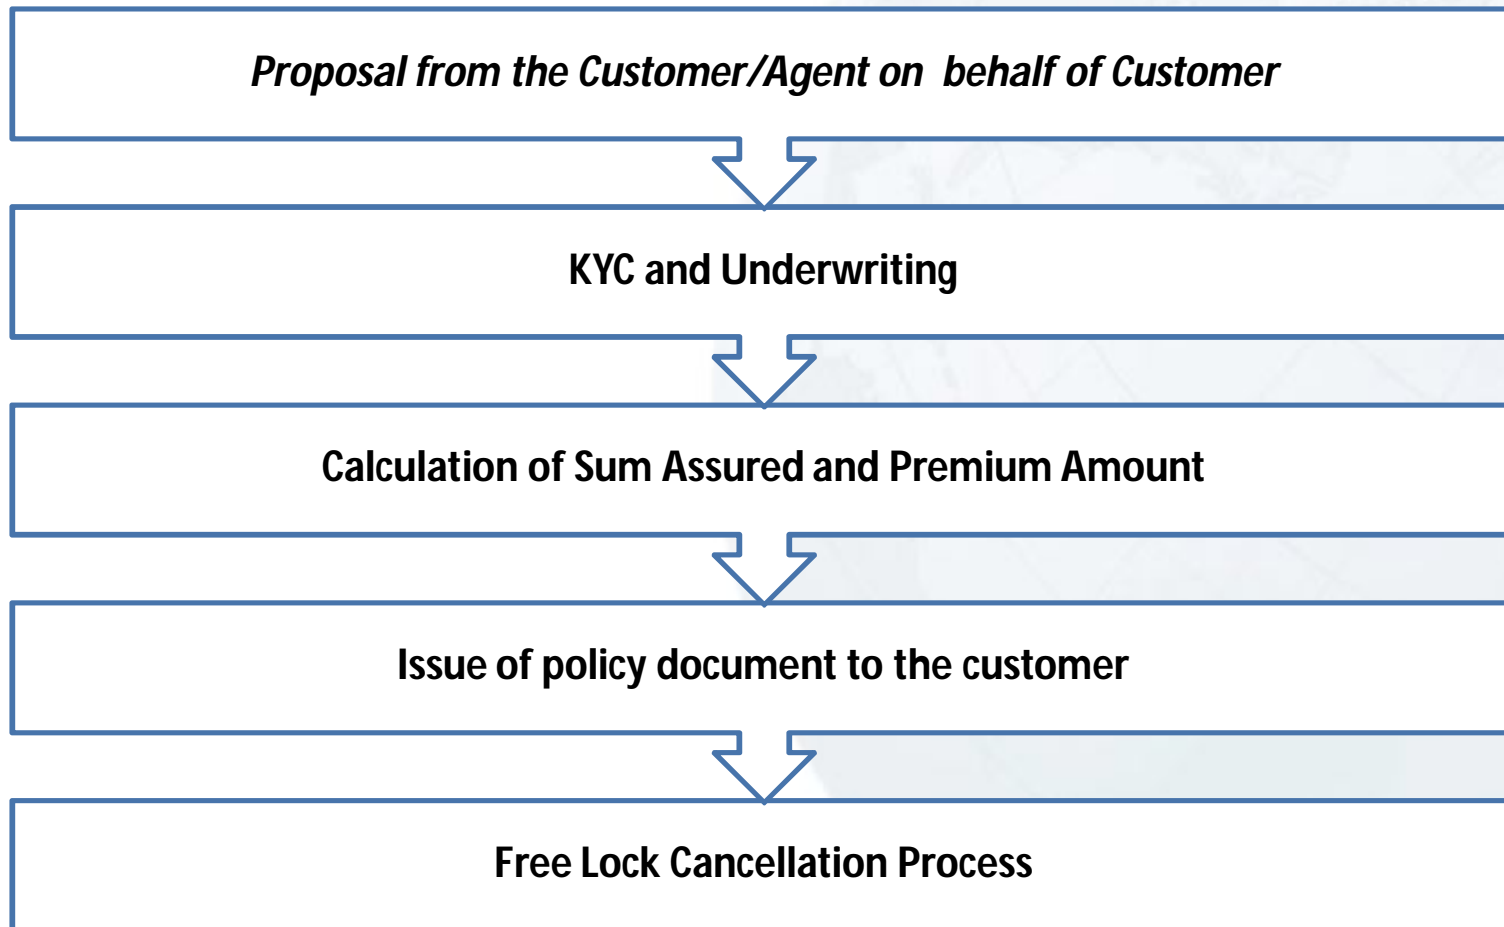 Proposal from the Customer/Agent on behalf of Customer
KYC and Underwriting
Calculation of Sum Assured and Premium Amount
Issue of policy document to the customer
Free Lock Cancellation Process